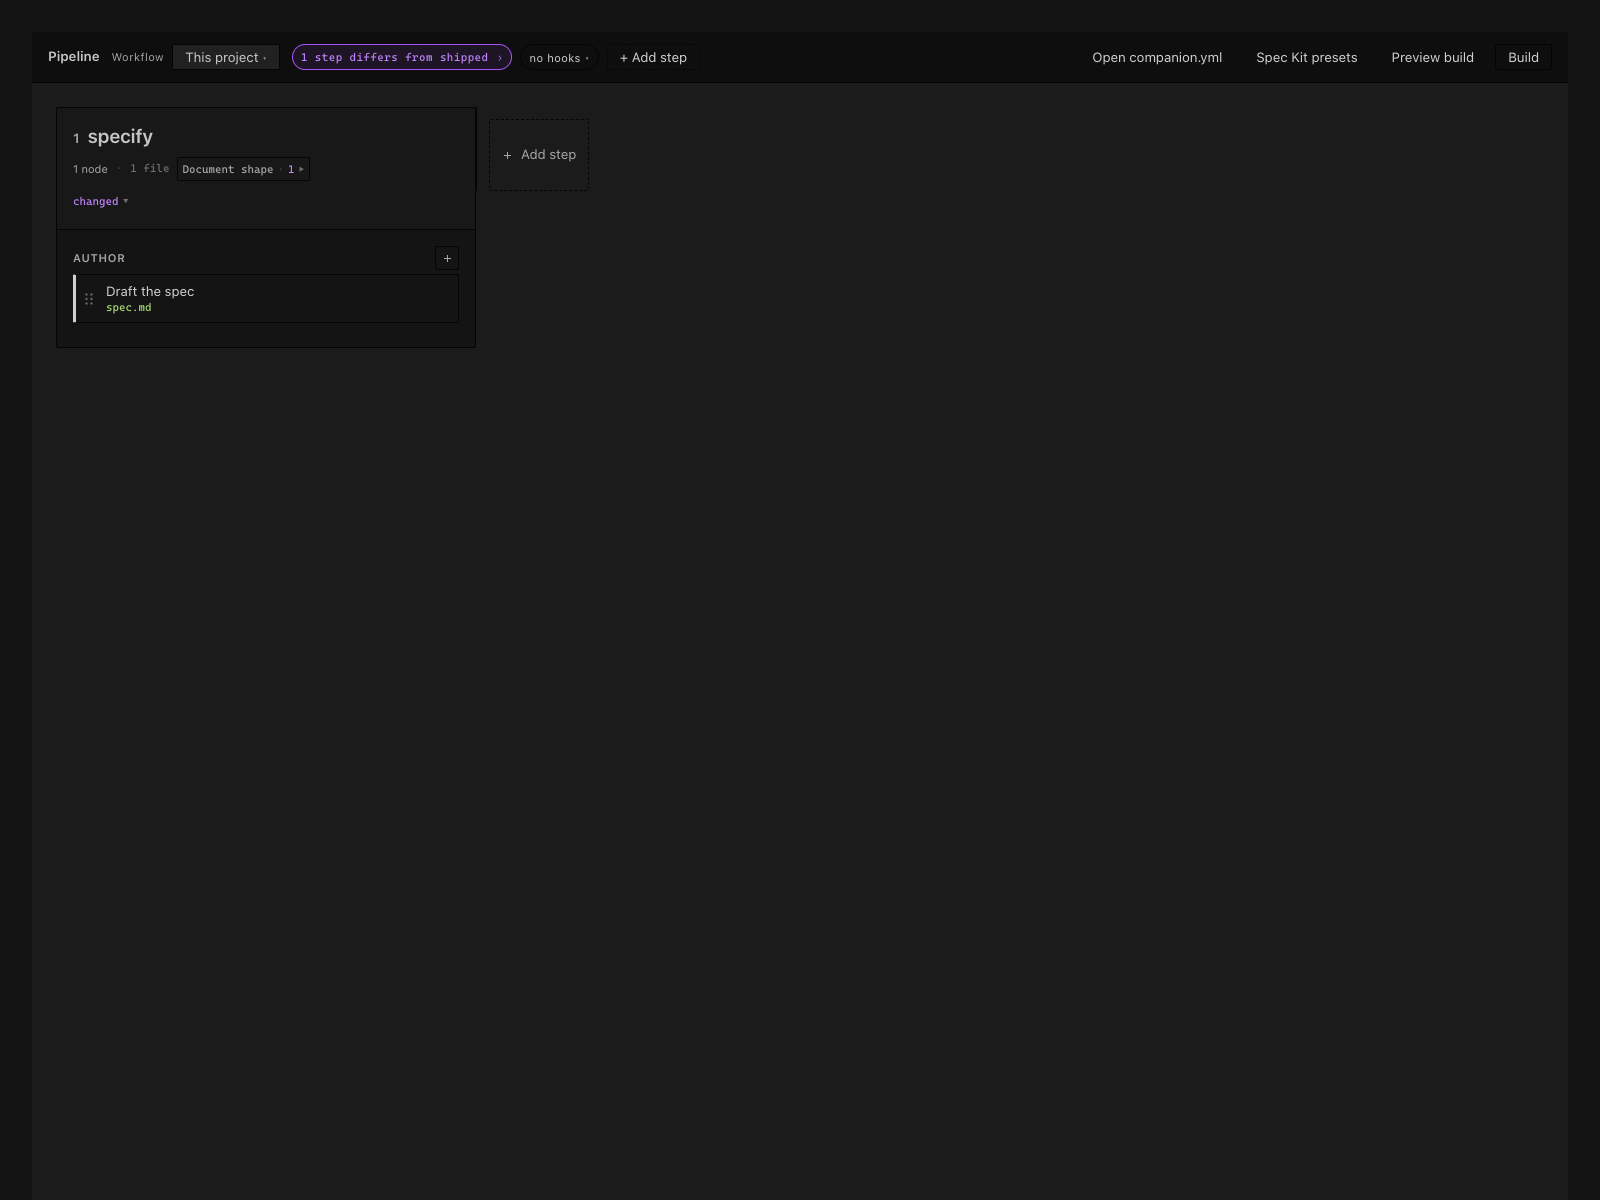 Pipeline Workflow This project 1 step differs from shipped › no hooks + Add step Open companion.yml Spec Kit presets Preview build Build
1 specify
1 node · 1 file Document shape · 1
changed
+ Add step
AUTHOR +
Draft the spec
spec.md